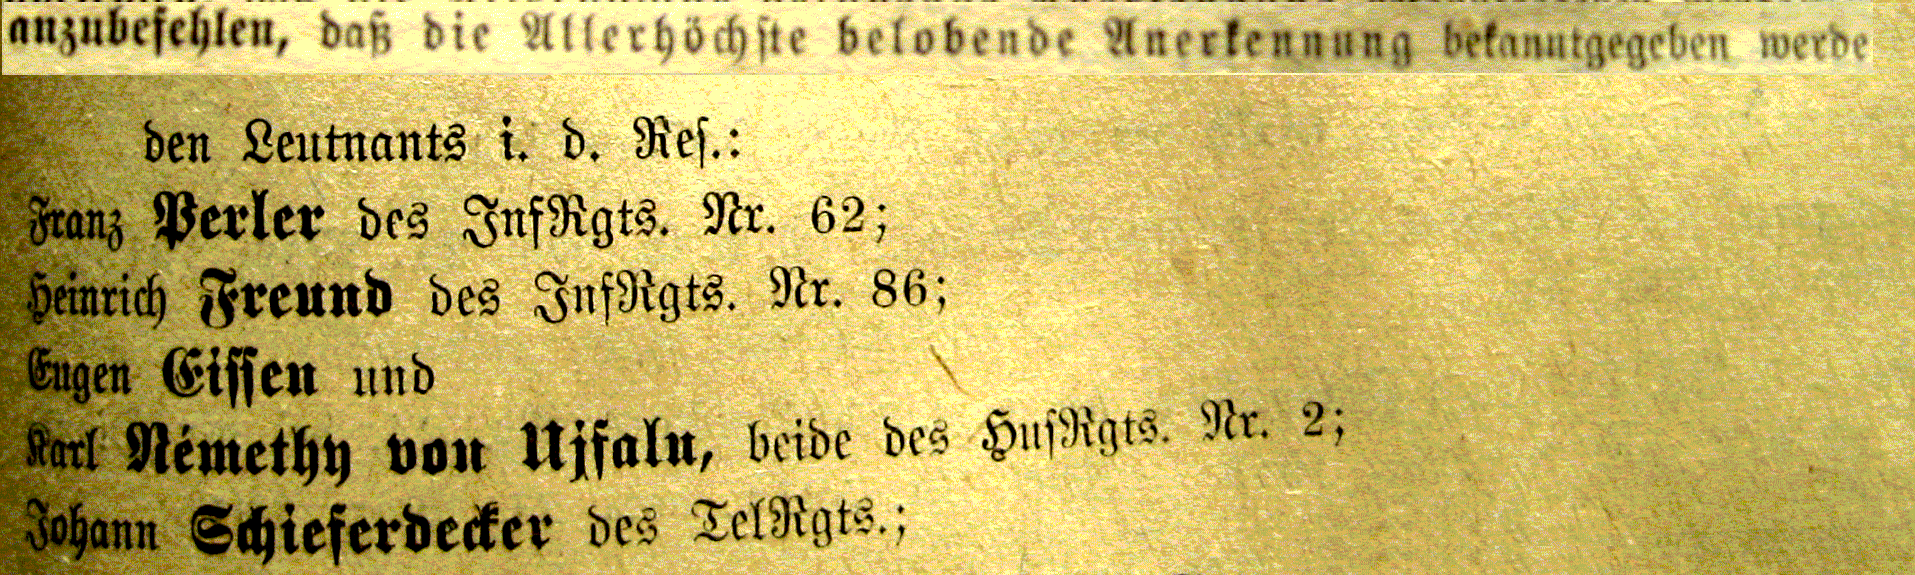 anzubefehlen, daß die Allerhöchste belobende Anerkennung bekanntgegeben werde
den Leutnants i. d. Res.:
Franz Perler des InfRgts. Nr. 62;
Heinrich Freund des InfRgts. Nr. 86;
Eugen Eissen und
Karl Némethy von Ujfalu, beide des HusRgts. Nr. 2;
Johann Schieferdecker des TelRgts.;